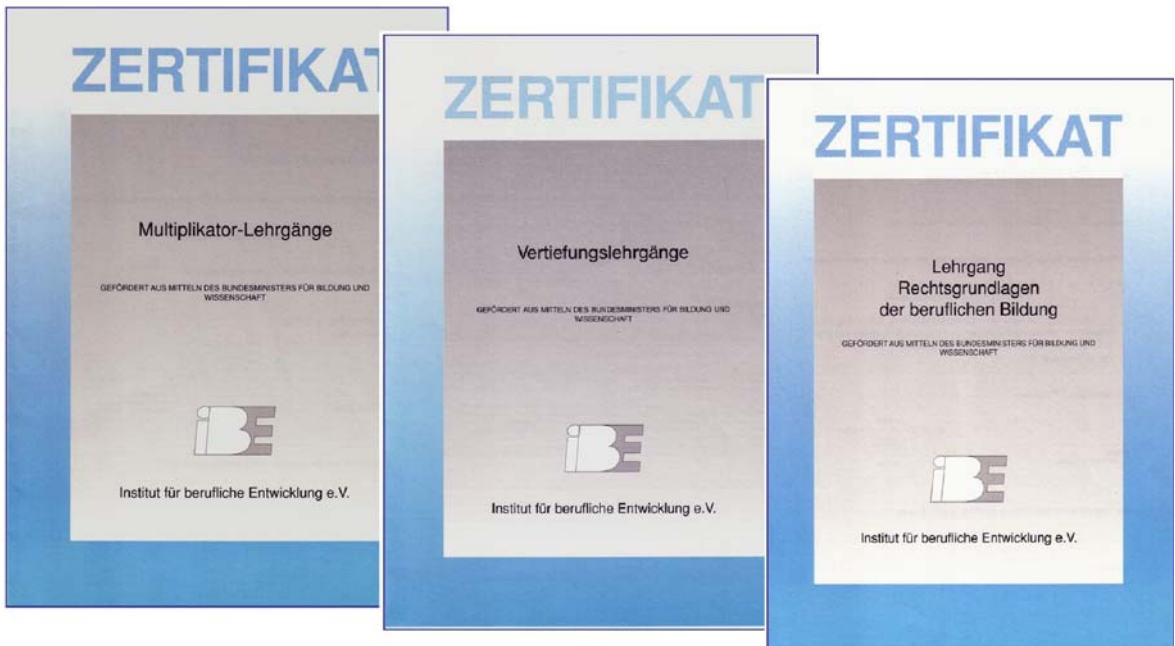 ZERTIFIKAT
Multiplikator-Lehrgänge
GEFÖRDERT AUS MITTELN DES BUNDESMINISTERS FÜR BILDUNG UND
WISSENSCHAFT
iBE
Institut für berufliche Entwicklung e.V.
ZERTIFIKAT
Vertiefungslehrgänge
GEFÖRDERT AUS MITTELN DES BUNDESMINISTERS FÜR BILDUNG UND
WISSENSCHAFT
iBE
Institut für berufliche Entwicklung e.V.
ZERTIFIKAT
Lehrgang
Rechtsgrundlagen
der beruflichen Bildung
GEFÖRDERT AUS MITTELN DES BUNDESMINISTERS FÜR BILDUNG UND
WISSENSCHAFT
iBE
Institut für berufliche Entwicklung e.V.